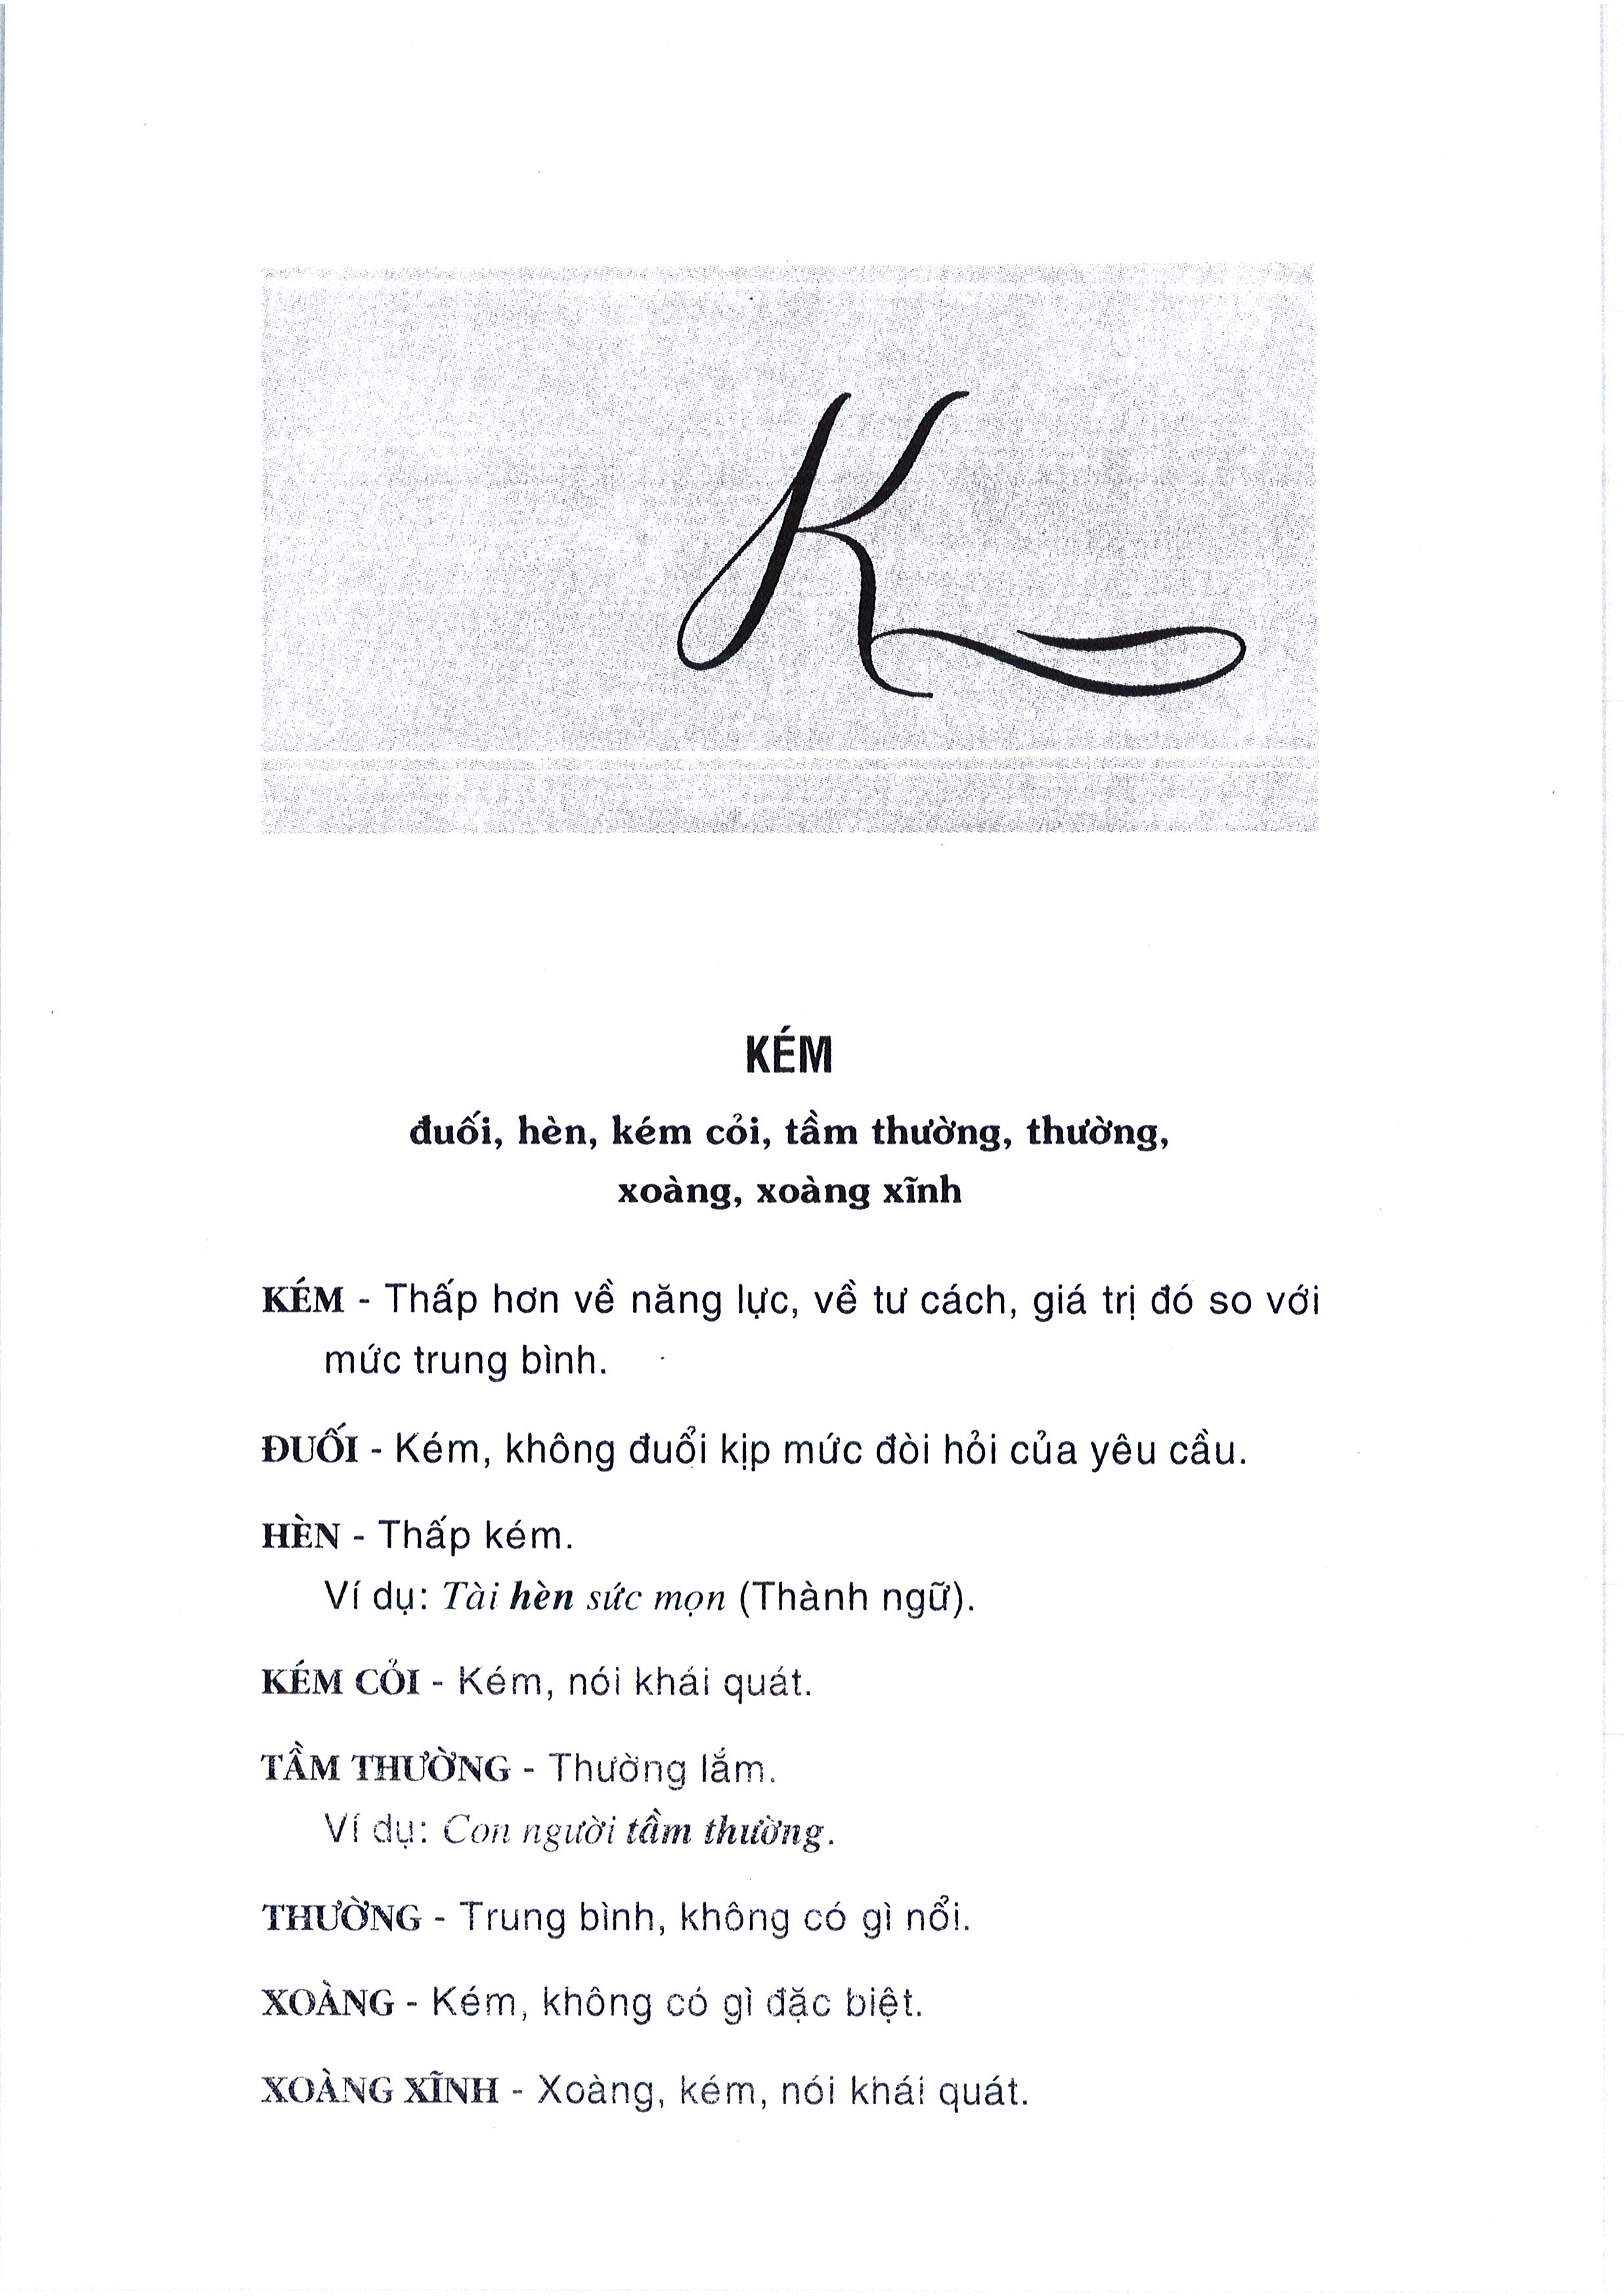 K
KÉM
đuối, hèn, kém cỏi, tầm thường, thường,
xoàng, xoàng xĩnh
KÉM - Thấp hơn về năng lực, về tư cách, giá trị đó so với
mức trung bình.
ĐUỐI - Kém, không đuổi kịp mức đòi hỏi của yêu cầu.
HÈN - Thấp kém.
Ví dụ: Tài hèn sức mọn (Thành ngữ).
KÉM CỎI - Kém, nói khái quát.
TẦM THƯỜNG - Thường lắm.
Ví dụ: Con người tầm thường.
THƯỜNG - Trung bình, không có gì nổi.
XOÀNG - Kém, không có gì đặc biệt.
XOÀNG XĨNH - Xoàng, kém, nói khái quát.